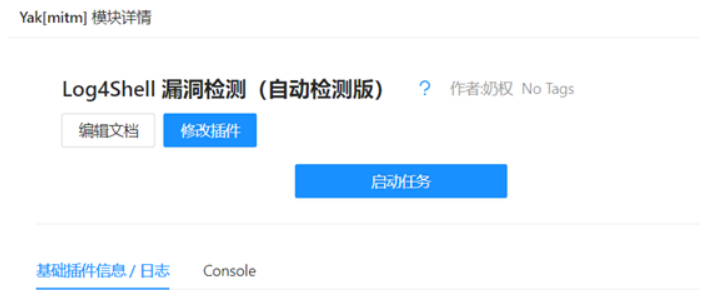 Yak[mitm] 模块详情
Log4Shell 漏洞检测（自动检测版） ? 作者:奶权 No Tags
编辑文档 修改插件
启动任务
基础插件信息 / 日志 Console